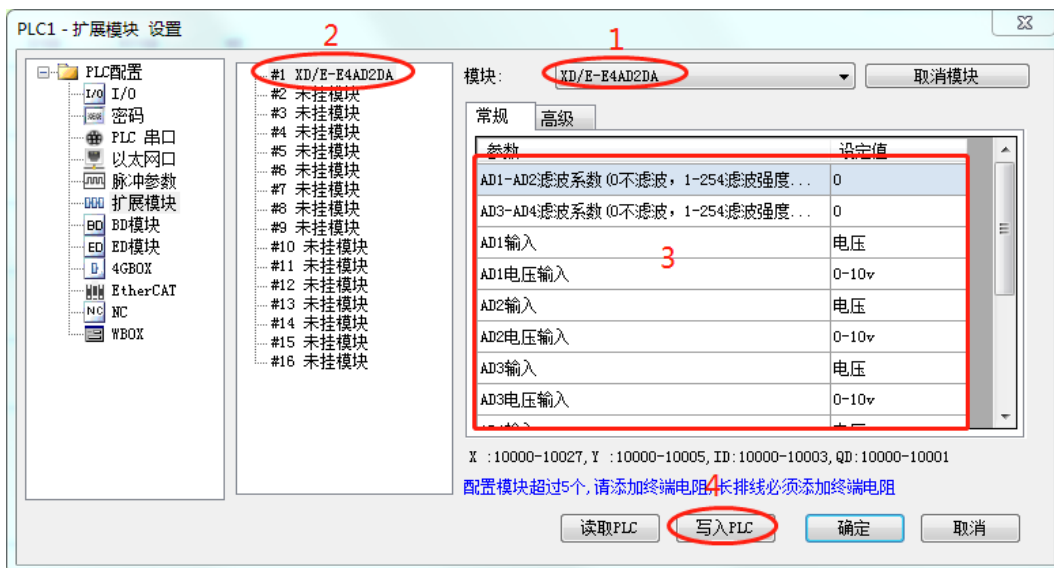 PLC1 - 扩展模块 设置
PLC配置
I/O I/O
密码
PLC 串口
以太网口
脉冲参数
扩展模块
BD BD模块
ED ED模块
4GBOX
EtherCAT
NC NC
WBOX
2
#1 XD/E-E4AD2DA
#2 未挂模块
#3 未挂模块
#4 未挂模块
#5 未挂模块
#6 未挂模块
#7 未挂模块
#8 未挂模块
#9 未挂模块
#10 未挂模块
#11 未挂模块
#12 未挂模块
#13 未挂模块
#14 未挂模块
#15 未挂模块
#16 未挂模块
1
模块: XD/E-E4AD2DA 取消模块
常规 高级
参数 设定值
AD1-AD2滤波系数(0不滤波，1-254滤波强度... 0
AD3-AD4滤波系数(0不滤波，1-254滤波强度... 0
AD1输入 电压
3
AD1电压输入 0-10v
AD2输入 电压
AD2电压输入 0-10v
AD3输入 电压
AD3电压输入 0-10v
X :10000-10027,Y :10000-10005,ID:10000-10003,QD:10000-10001
配置模块超过5个,请添加终端电阻,长排线必须添加终端电阻
4
读取PLC 写入PLC 确定 取消